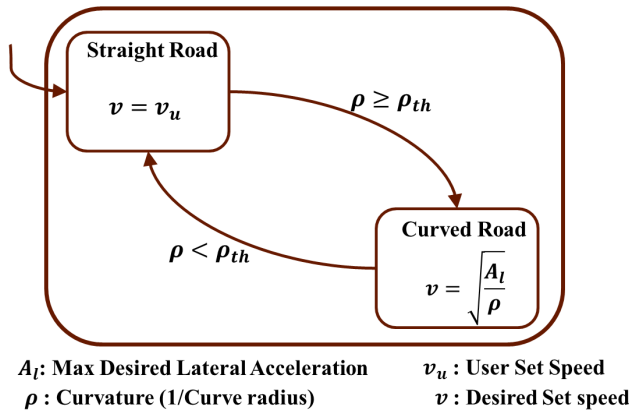 Straight Road
v = v_u
ρ ≥ ρ_th
ρ < ρ_th
Curved Road
v = √(A_l/ρ)
A_l: Max Desired Lateral Acceleration
v_u : User Set Speed
ρ : Curvature (1/Curve radius)
v : Desired Set speed